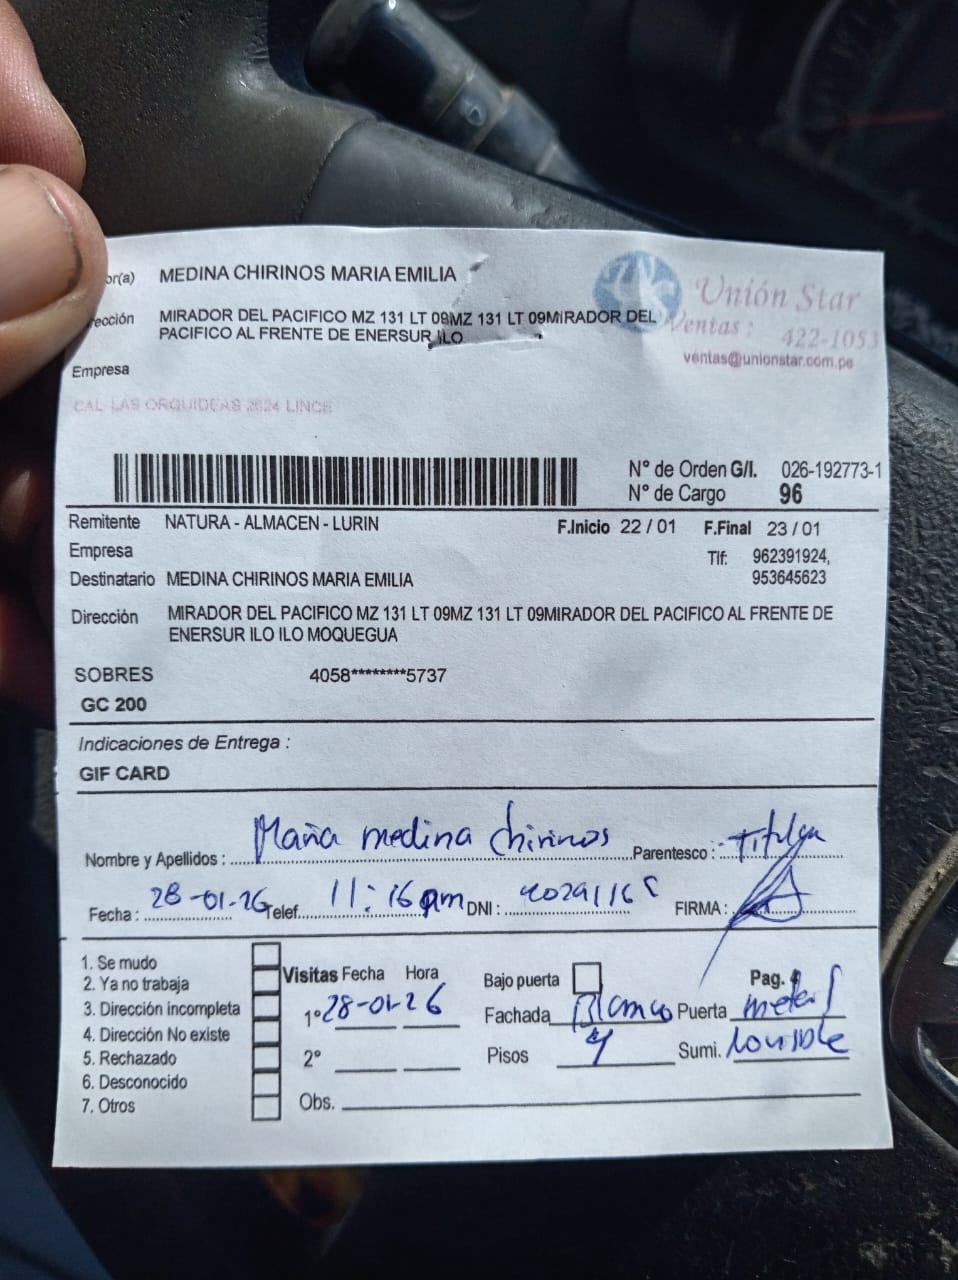 or(a) MEDINA CHIRINOS MARIA EMILIA
Unión Star
rección MIRADOR DEL PACIFICO MZ 131 LT 09MZ 131 LT 09MIRADOR DEL
PACIFICO AL FRENTE DE ENERSUR ILO
Ventas : 422-1053
ventas@unionstar.com.pe
Empresa
CAL LAS ORQUIDEAS 2624 LINCE
N° de Orden G/I. 026-192773-1
N° de Cargo 96
Remitente NATURA - ALMACEN - LURIN F.Inicio 22 / 01 F.Final 23 / 01
Empresa Tlf: 962391924,
Destinatario MEDINA CHIRINOS MARIA EMILIA 953645623
Dirección MIRADOR DEL PACIFICO MZ 131 LT 09MZ 131 LT 09MIRADOR DEL PACIFICO AL FRENTE DE
ENERSUR ILO ILO MOQUEGUA
SOBRES 4058********5737
GC 200
Indicaciones de Entrega :
GIF CARD
Nombre y Apellidos : Maria medina chirinos Parentesco : Titular
Fecha : 28-01-26 Telef. 11:16 am DNI : FIRMA :
1. Se mudo
2. Ya no trabaja
3. Dirección incompleta
4. Dirección No existe
5. Rechazado
6. Desconocido
7. Otros
Visitas Fecha Hora
1° 28-01-26
2°
Obs.
Bajo puerta Pag. 4
Fachada Blanco Puerta metal
Pisos 4 Sumi.